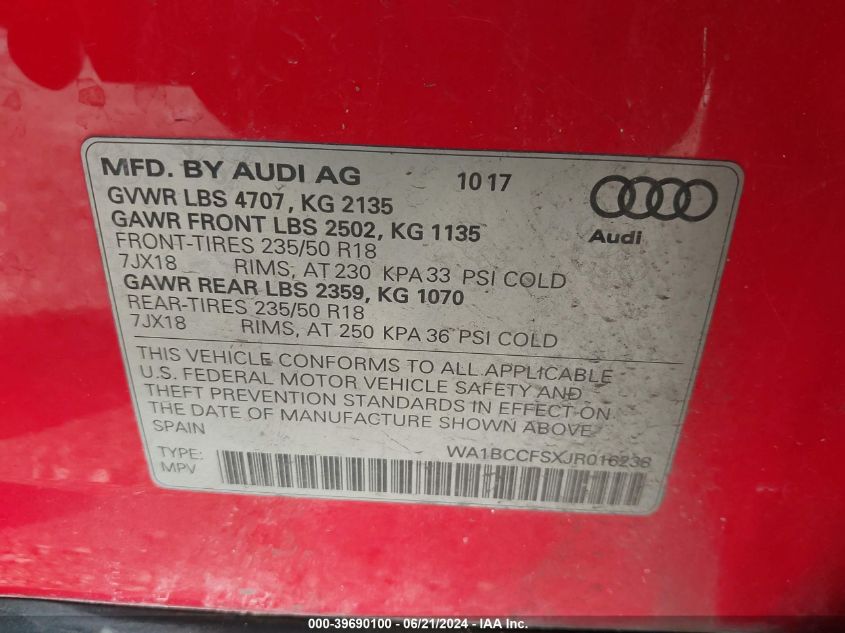 MFD. BY AUDI AG 10 17
GVWR LBS 4707, KG 2135
GAWR FRONT LBS 2502, KG 1135
Audi
FRONT-TIRES 235/50 R18
7JX18 RIMS, AT 230 KPA 33 PSI COLD
GAWR REAR LBS 2359, KG 1070
REAR-TIRES 235/50 R18
7JX18 RIMS, AT 250 KPA 36 PSI COLD
THIS VEHICLE CONFORMS TO ALL APPLICABLE
U.S. FEDERAL MOTOR VEHICLE SAFETY AND
THEFT PREVENTION STANDARDS IN EFFECT ON
THE DATE OF MANUFACTURE SHOWN ABOVE
SPAIN
TYPE: WA1BCCFSXJR016238
MPV
000-39690100 - 06/21/2024 - IAA Inc.